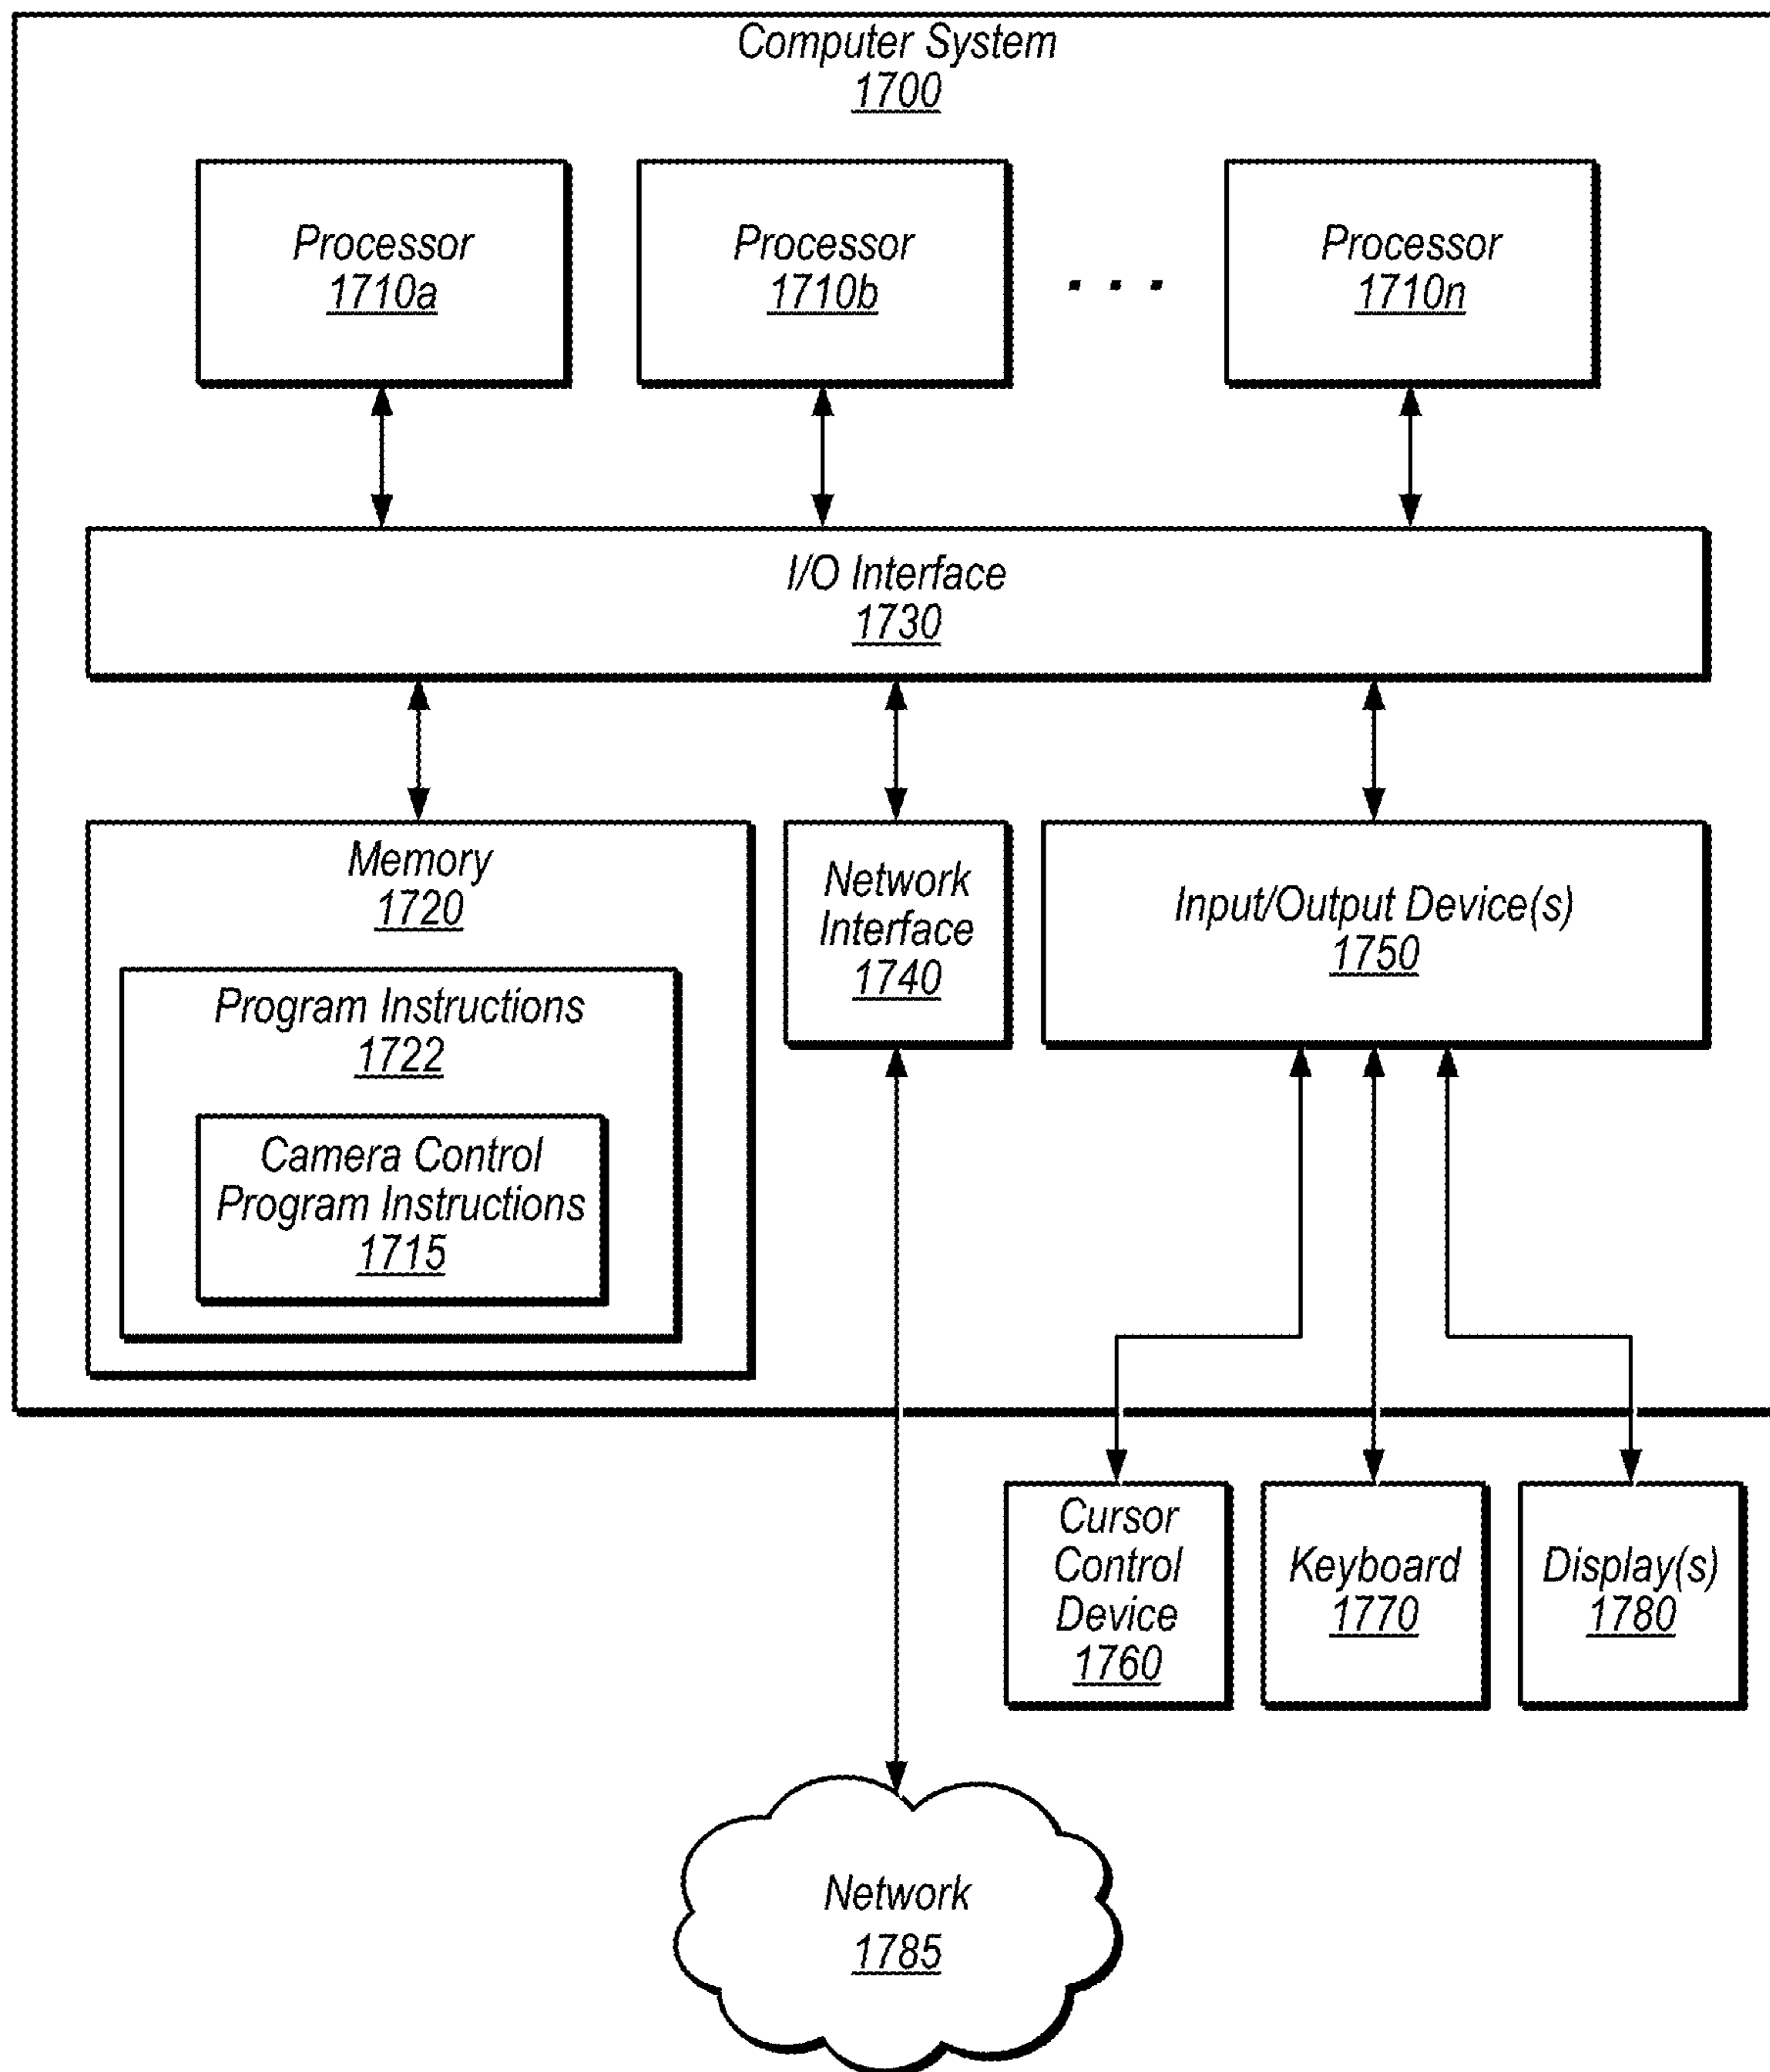 Computer System
1700
Processor
1710a
Processor
1710b
. . .
Processor
1710n
I/O Interface
1730
Memory
1720
Program Instructions
1722
Camera Control
Program Instructions
1715
Network
Interface
1740
Input/Output Device(s)
1750
Cursor
Control
Device
1760
Keyboard
1770
Display(s)
1780
Network
1785